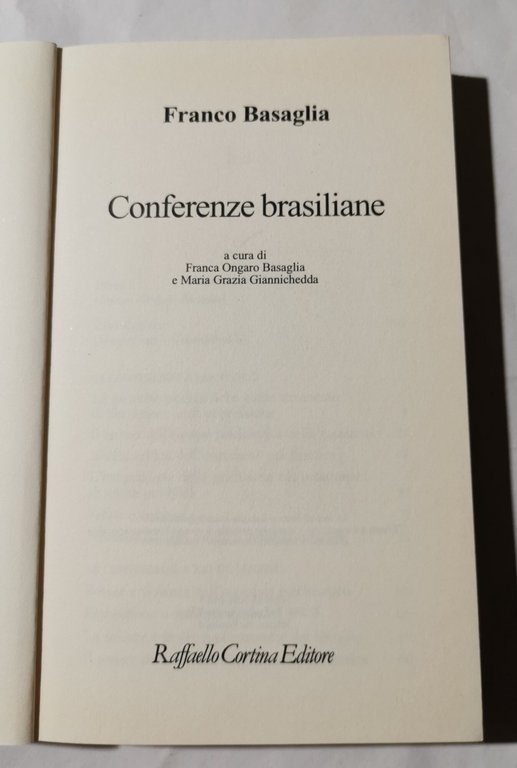 Franco Basaglia
Conferenze brasiliane
a cura di
Franca Ongaro Basaglia
e Maria Grazia Giannichedda
Raffaello Cortina Editore